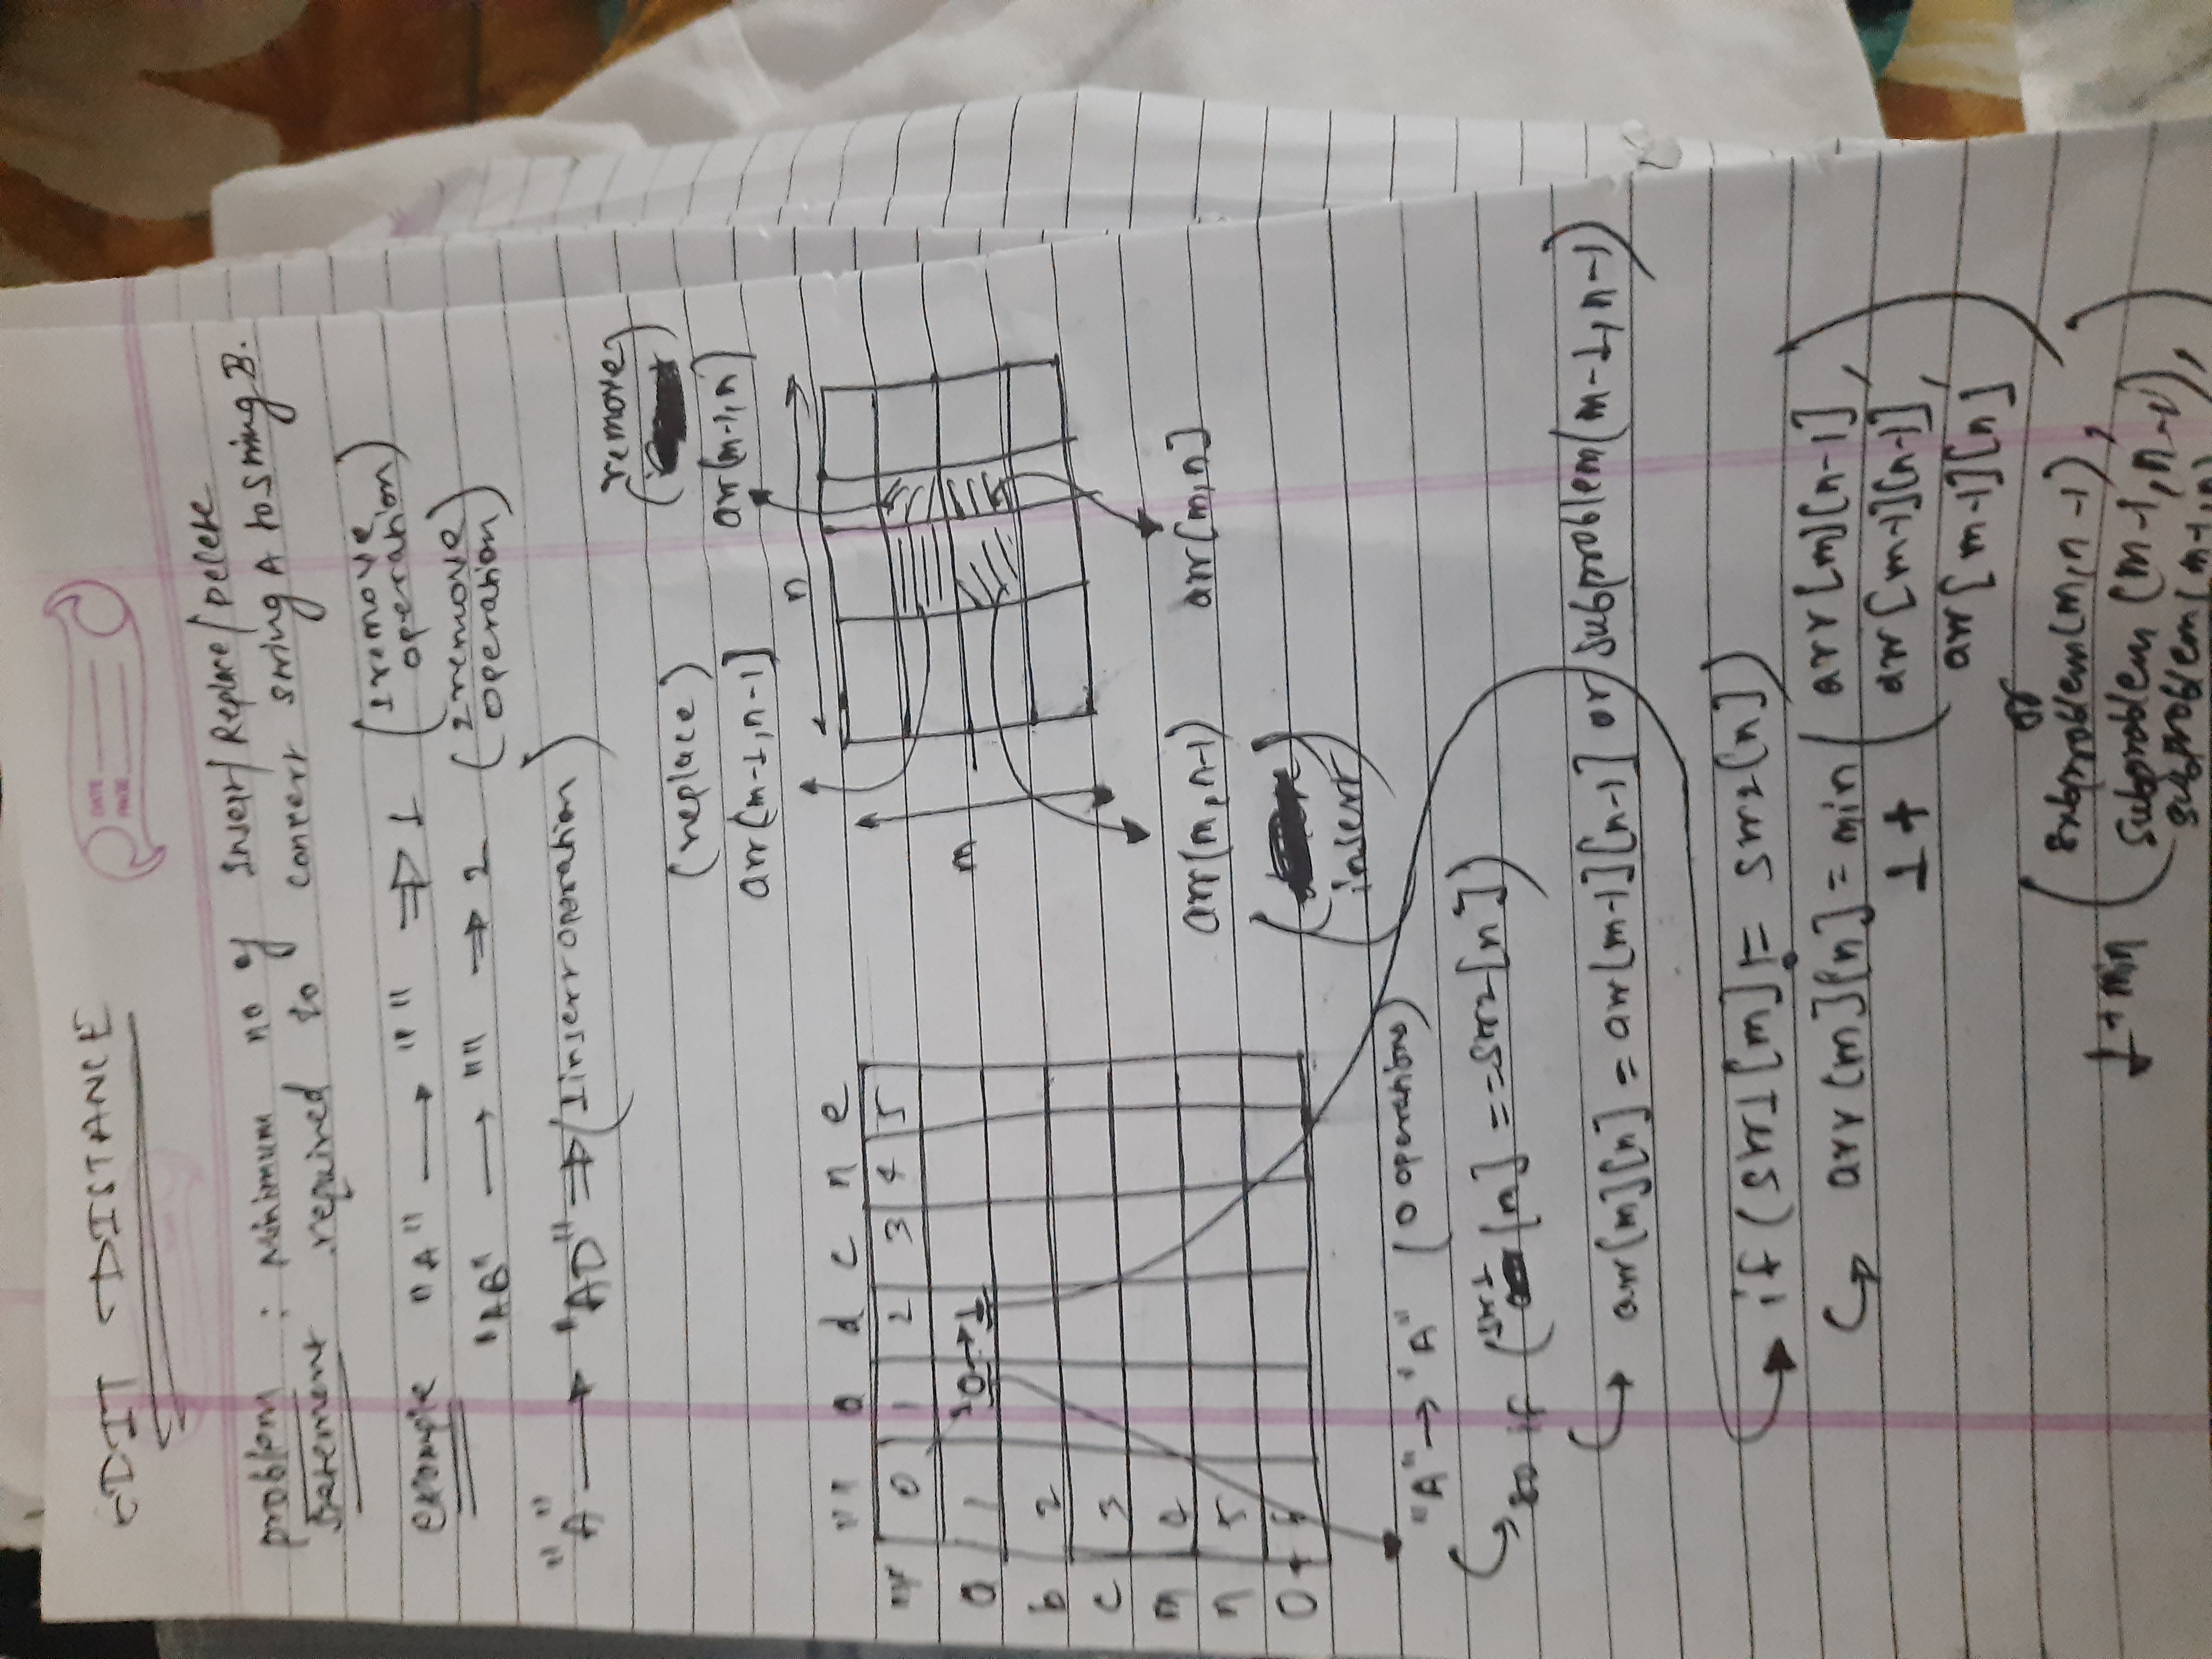 EDIT DISTANCE
DATE
PAGE
problem : Minimum no of Insert/Replace/Delete
Statement required to convert string A to string B.
example "A" → "" ⇒ 1 (1 remove operation)
"AB" → "" ⇒ 2 (2 remove operation)
"A" → "AD" ⇒ (1 insert operation)
(replace)
arr[m-1,n-1]
(remove)
arr(m-1,n)
n
m
"" a d c n e
"" 0 1 2 3 4 5
a 1 0→1
b 2
c 3
m 4
n 5
o 6
arr(m,n-1)
(insert)
arr[m,n]
"A" → "A" (0 operations)
so if (str1[m] == str2[n])
arr[m][n] = arr[m-1][n-1] or subproblem(m-1,n-1)
if (str1[m] != str2[n])
arr[m][n] = min ( arr[m][n-1],
1 + arr[m-1][n-1],
arr[m-1][n] )
or
subproblem(m,n-1),
1 + min ( subproblem (m-1,n-1),
subproblem(m-1,n) )